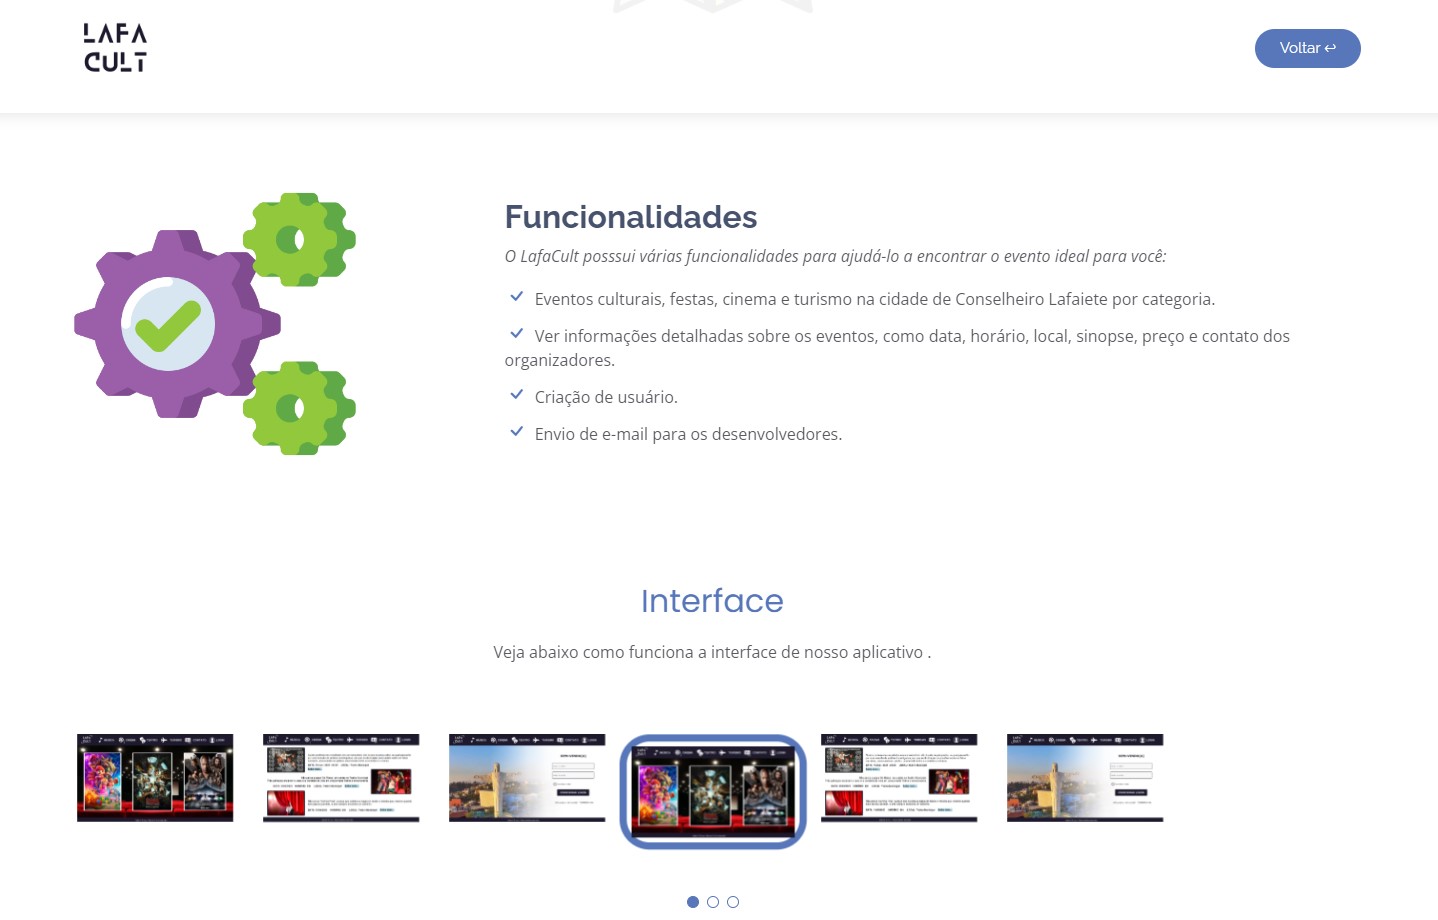 LAFA
CULT
Voltar ↩
Funcionalidades
O LafaCult posssui várias funcionalidades para ajudá-lo a encontrar o evento ideal para você:
Eventos culturais, festas, cinema e turismo na cidade de Conselheiro Lafaiete por categoria.
Ver informações detalhadas sobre os eventos, como data, horário, local, sinopse, preço e contato dos
organizadores.
Criação de usuário.
Envio de e-mail para os desenvolvedores.
Interface
Veja abaixo como funciona a interface de nosso aplicativo .